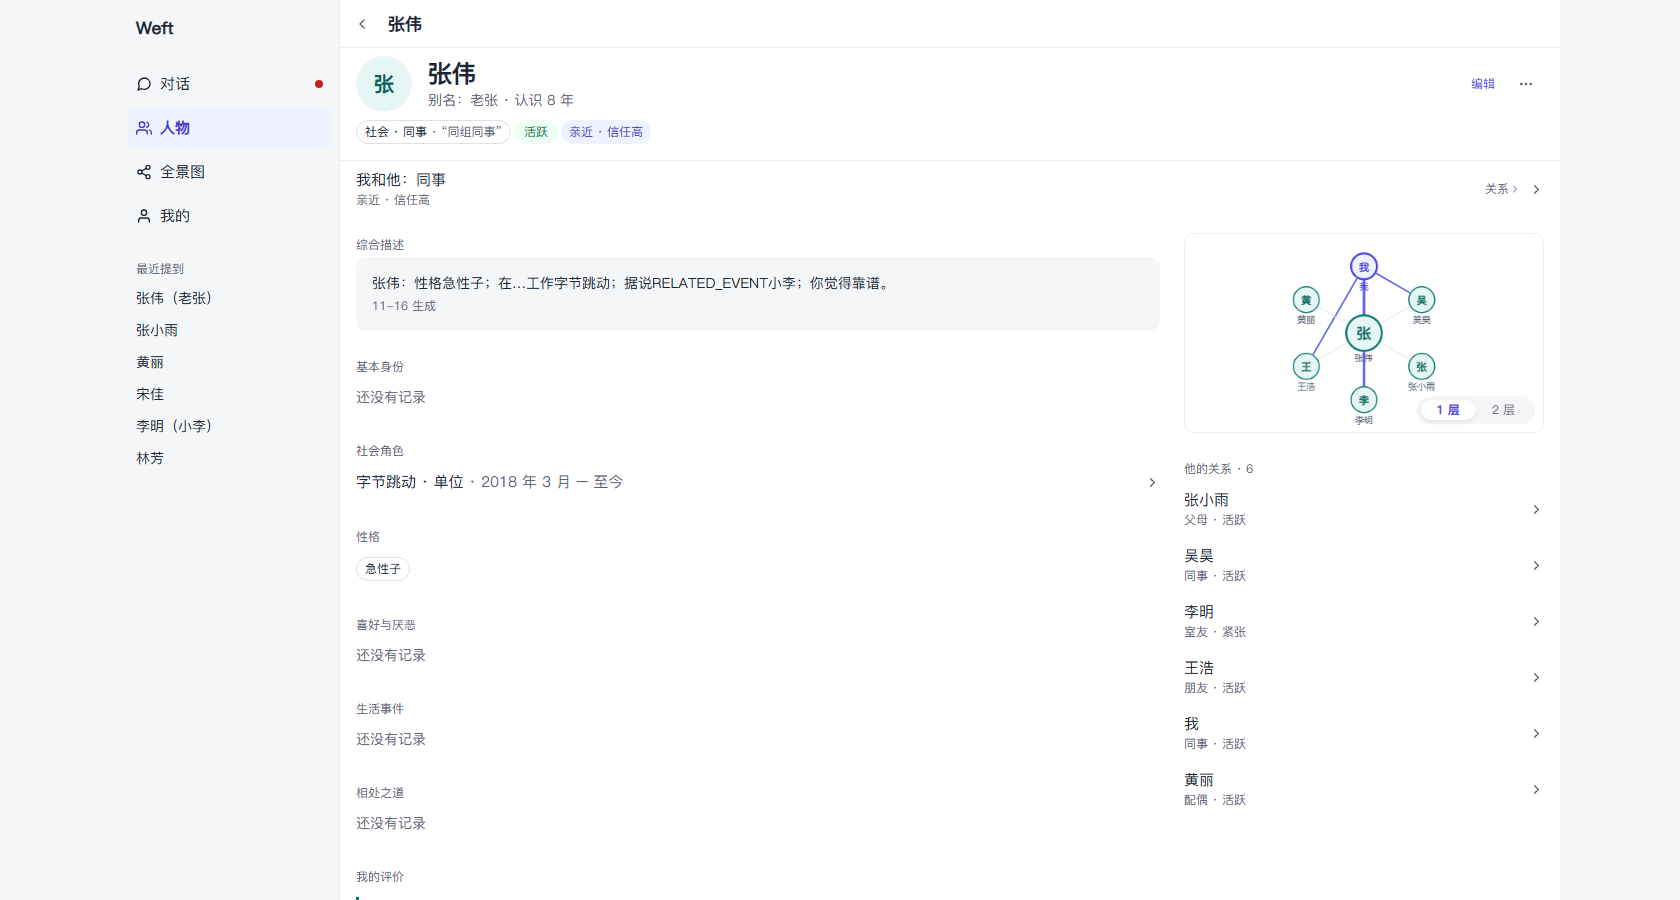 Weft
对话
人物
全景图
我的
最近提到
张伟（老张）
张小雨
黄丽
宋佳
李明（小李）
林芳
张伟
张
张伟
别名：老张 · 认识 8 年
编辑
社会 · 同事 · “同组同事”
活跃
亲近 · 信任高
我和他：同事
亲近 · 信任高
关系
综合描述
张伟：性格急性子；在...工作字节跳动；据说RELATED_EVENT小李；你觉得靠谱。
11-16 生成
基本身份
还没有记录
社会角色
字节跳动 · 单位 · 2018 年 3 月 — 至今
性格
急性子
喜好与厌恶
还没有记录
生活事件
还没有记录
相处之道
还没有记录
我的评价
我
我
黄
黄丽
吴
吴昊
张
张伟
王
王浩
张
张小雨
李
李明
1 层
2 层
他的关系 · 6
张小雨
父母 · 活跃
吴昊
同事 · 活跃
李明
室友 · 紧张
王浩
朋友 · 活跃
我
同事 · 活跃
黄丽
配偶 · 活跃